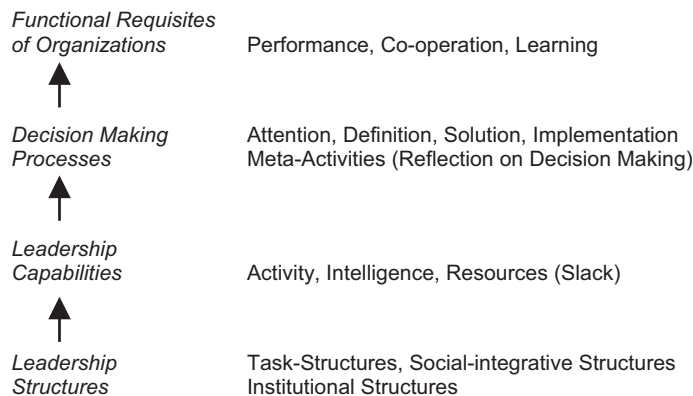 Functional Requisites
of Organizations Performance, Co-operation, Learning
Decision Making Attention, Definition, Solution, Implementation
Processes Meta-Activities (Reflection on Decision Making)
Leadership
Capabilities Activity, Intelligence, Resources (Slack)
Leadership Task-Structures, Social-integrative Structures
Structures Institutional Structures